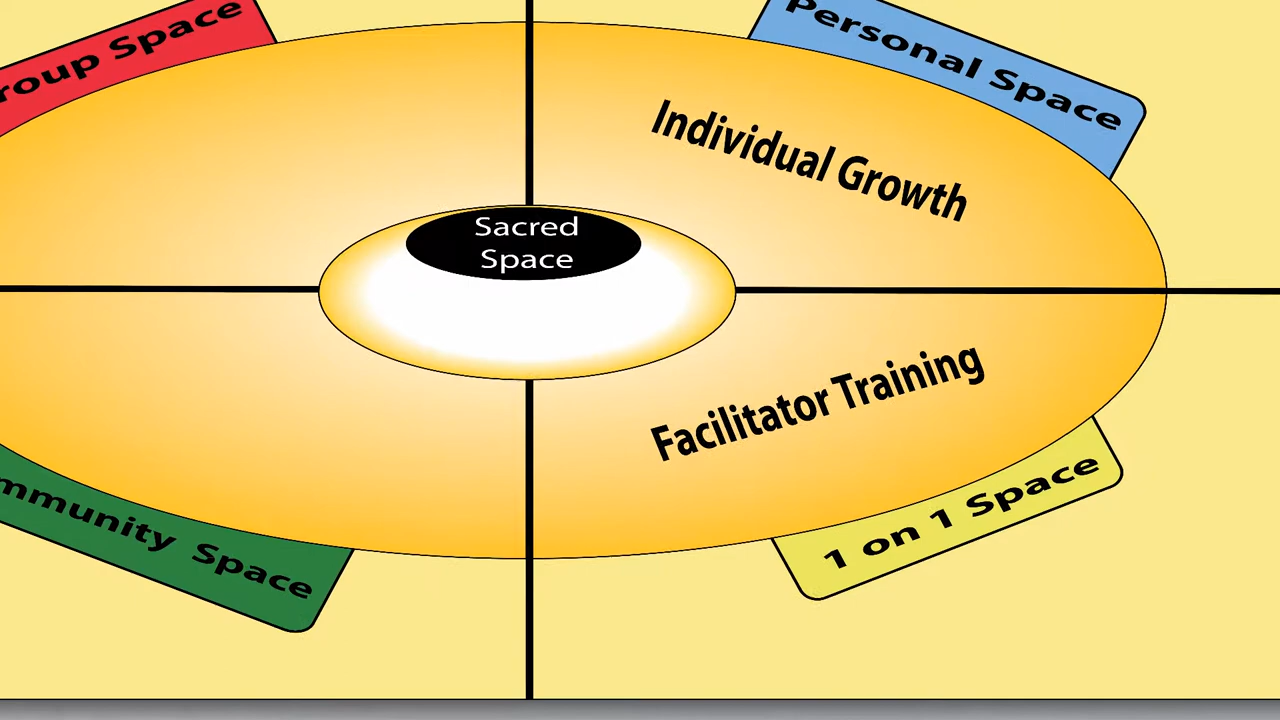 roup Space
Personal Space
Individual Growth
Sacred
Space
Facilitator Training
mmunity Space
1 on 1 Space